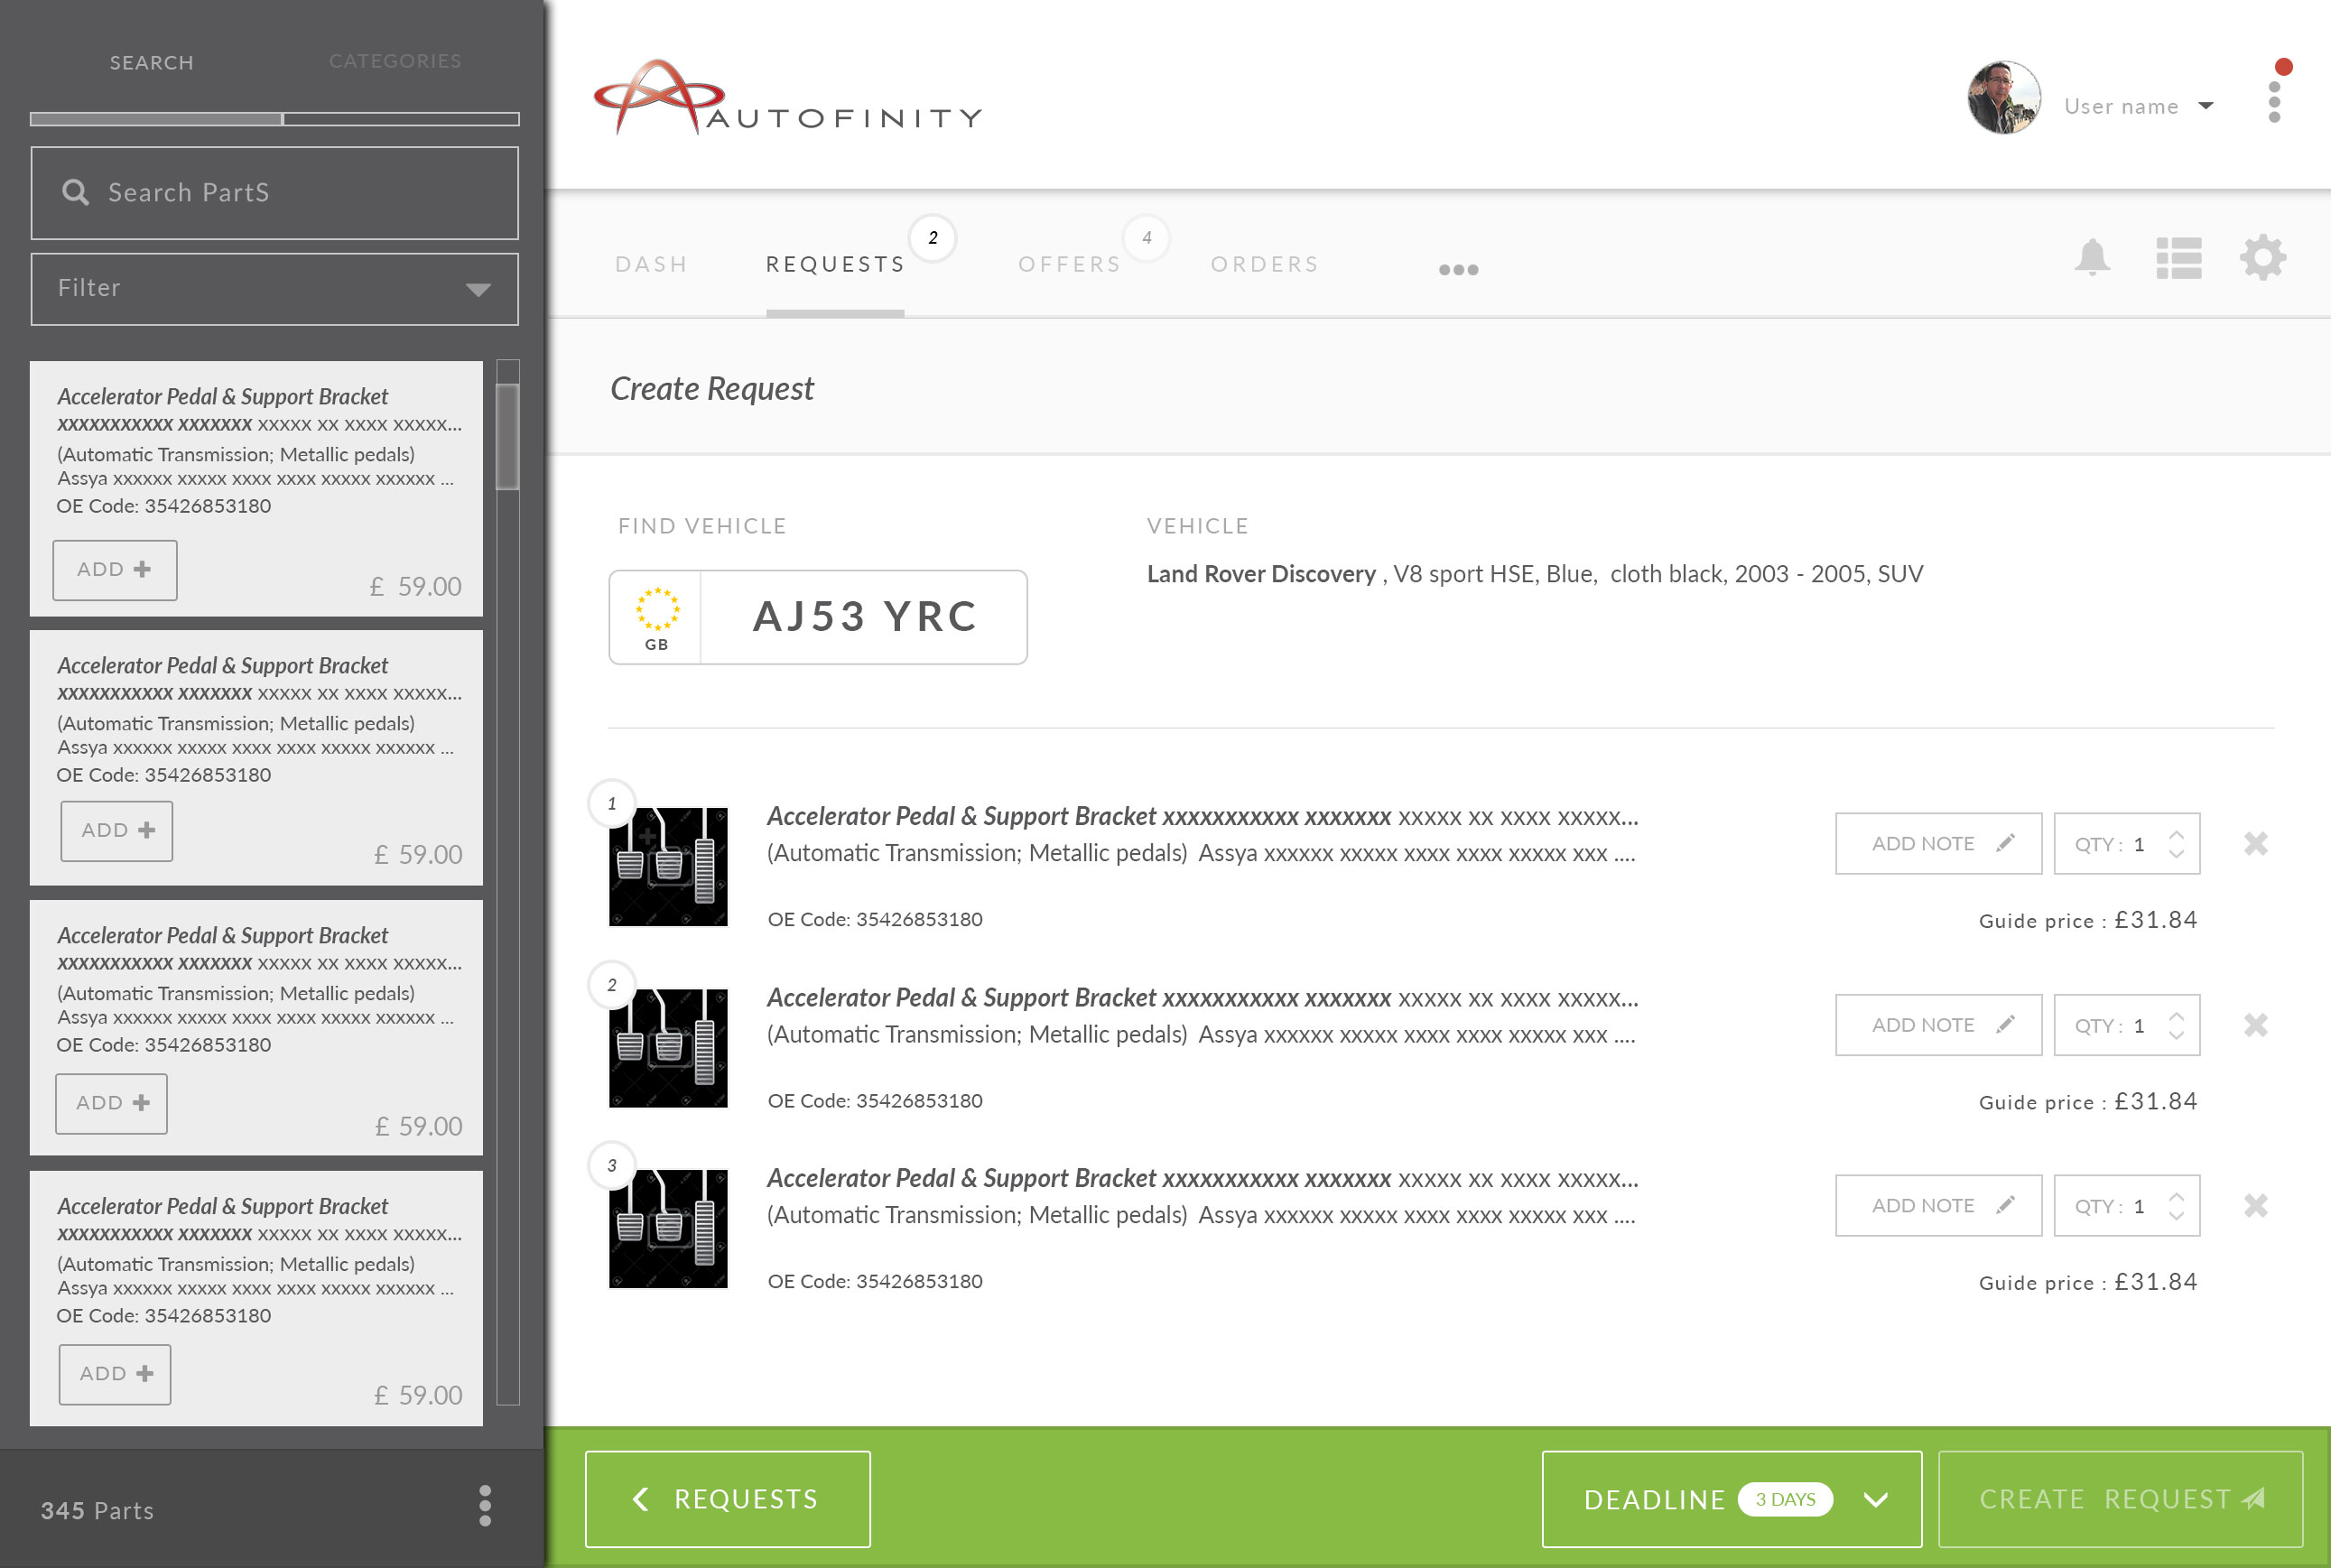 SEARCH
CATEGORIES
Search PartS
Filter
Accelerator Pedal & Support Bracket
xxxxxxxxxxx xxxxxxx xxxxx xx xxxx xxxxx...
(Automatic Transmission; Metallic pedals)
Assya xxxxxx xxxxx xxxx xxxx xxxxx xxxxxx ...
OE Code: 35426853180
ADD
£ 59.00
Accelerator Pedal & Support Bracket
xxxxxxxxxxx xxxxxxx xxxxx xx xxxx xxxxx...
(Automatic Transmission; Metallic pedals)
Assya xxxxxx xxxxx xxxx xxxx xxxxx xxxxxx ...
OE Code: 35426853180
ADD
£ 59.00
Accelerator Pedal & Support Bracket
xxxxxxxxxxx xxxxxxx xxxxx xx xxxx xxxxx...
(Automatic Transmission; Metallic pedals)
Assya xxxxxx xxxxx xxxx xxxx xxxxx xxxxxx ...
OE Code: 35426853180
ADD
£ 59.00
Accelerator Pedal & Support Bracket
xxxxxxxxxxx xxxxxxx xxxxx xx xxxx xxxxx...
(Automatic Transmission; Metallic pedals)
Assya xxxxxx xxxxx xxxx xxxx xxxxx xxxxxx ...
OE Code: 35426853180
ADD
£ 59.00
345 Parts
AUTOFINITY
User name
DASH
REQUESTS
2
OFFERS
4
ORDERS
Create Request
FIND VEHICLE
GB
AJ53 YRC
VEHICLE
Land Rover Discovery , V8 sport HSE, Blue, cloth black, 2003 - 2005, SUV
1
Accelerator Pedal & Support Bracket xxxxxxxxxxx xxxxxxx xxxxx xx xxxx xxxxx...
(Automatic Transmission; Metallic pedals) Assya xxxxxx xxxxx xxxx xxxx xxxxx xxx ....
OE Code: 35426853180
ADD NOTE
QTY : 1
Guide price : £31.84
2
Accelerator Pedal & Support Bracket xxxxxxxxxxx xxxxxxx xxxxx xx xxxx xxxxx...
(Automatic Transmission; Metallic pedals) Assya xxxxxx xxxxx xxxx xxxx xxxxx xxx ....
OE Code: 35426853180
ADD NOTE
QTY : 1
Guide price : £31.84
3
Accelerator Pedal & Support Bracket xxxxxxxxxxx xxxxxxx xxxxx xx xxxx xxxxx...
(Automatic Transmission; Metallic pedals) Assya xxxxxx xxxxx xxxx xxxx xxxxx xxx ....
OE Code: 35426853180
ADD NOTE
QTY : 1
Guide price : £31.84
REQUESTS
DEADLINE 3 DAYS
CREATE REQUEST